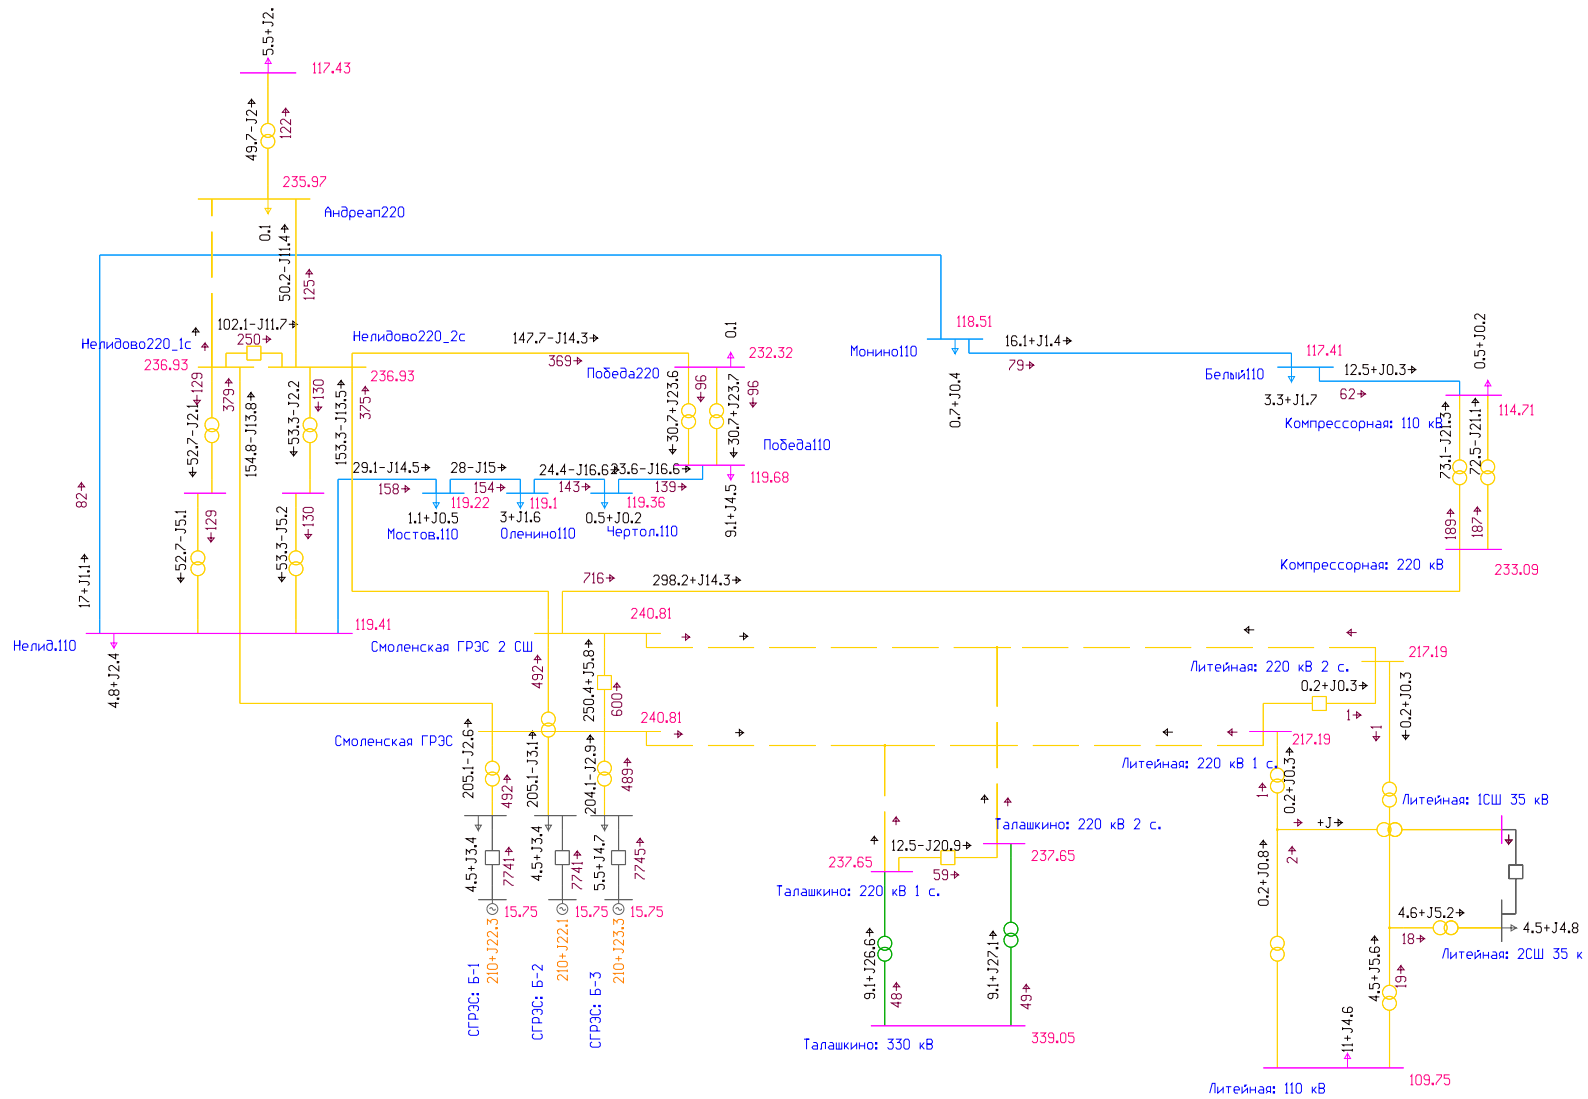 5.5+J2.
117.43
49.7-J2
122
235.97
Андреап220
0.1
50.2-J11.4
125
102.1-J11.7
250
Нелидово220_1с
236.93
Нелидово220_2с
236.93
147.7-J14.3
369
0.1
232.32
Победа220
129
379
130
375
52.7-J2.1
154.8-J13.8
53.3-J2.2
153.3-J13.5
30.7+J23.6
96
30.7+J23.7
96
Победа110
119.68
9.1+J4.5
29.1-J14.5
158
28-J15
154
24.4-J16.6
143
23.6-J16.6
139
119.22
119.1
119.36
1.1+J0.5
3+J1.6
0.5+J0.2
Мостов.110
Оленино110
Чертол.110
52.7-J5.1
129
53.3-J5.2
130
82
17+J1.1
Нелид.110
119.41
4.8+J2.4
118.51
Монино110
0.7+J0.4
16.1+J1.4
79
117.41
Белый110
3.3+J1.7
12.5+J0.3
62
0.5+J0.2
114.71
Компрессорная: 110 кВ
73.1-J21.3
72.5-J21.1
189
187
Компрессорная: 220 кВ
233.09
716
298.2+J14.3
240.81
Смоленская ГРЭС 2 СШ
492
250.4+J5.8
600
240.81
Смоленская ГРЭС
205.1-J2.6
492
205.1-J3.1
204.1-J2.9
489
4.5+J3.4
7741
4.5+J3.4
7741
5.5+J4.7
7745
15.75
15.75
15.75
210+J22.3
210+J22.1
210+J23.3
СГРЭС: Б-1
СГРЭС: Б-2
СГРЭС: Б-3
Литейная: 220 кВ 2 с.
217.19
0.2+J0.3
1
1
0.2+J0.3
217.19
Литейная: 220 кВ 1 с.
1
0.2+J0.3
Литейная: 1СШ 35 кВ
+J
2
0.2+J0.8
4.6+J5.2
18
4.5+J4.8
Литейная: 2СШ 35 к
4.5+J5.6
19
11+J4.6
109.75
Литейная: 110 кВ
Талашкино: 220 кВ 2 с.
237.65
237.65
12.5-J20.9
59
Талашкино: 220 кВ 1 с.
9.1+J26.6
48
9.1+J27.1
49
339.05
Талашкино: 330 кВ